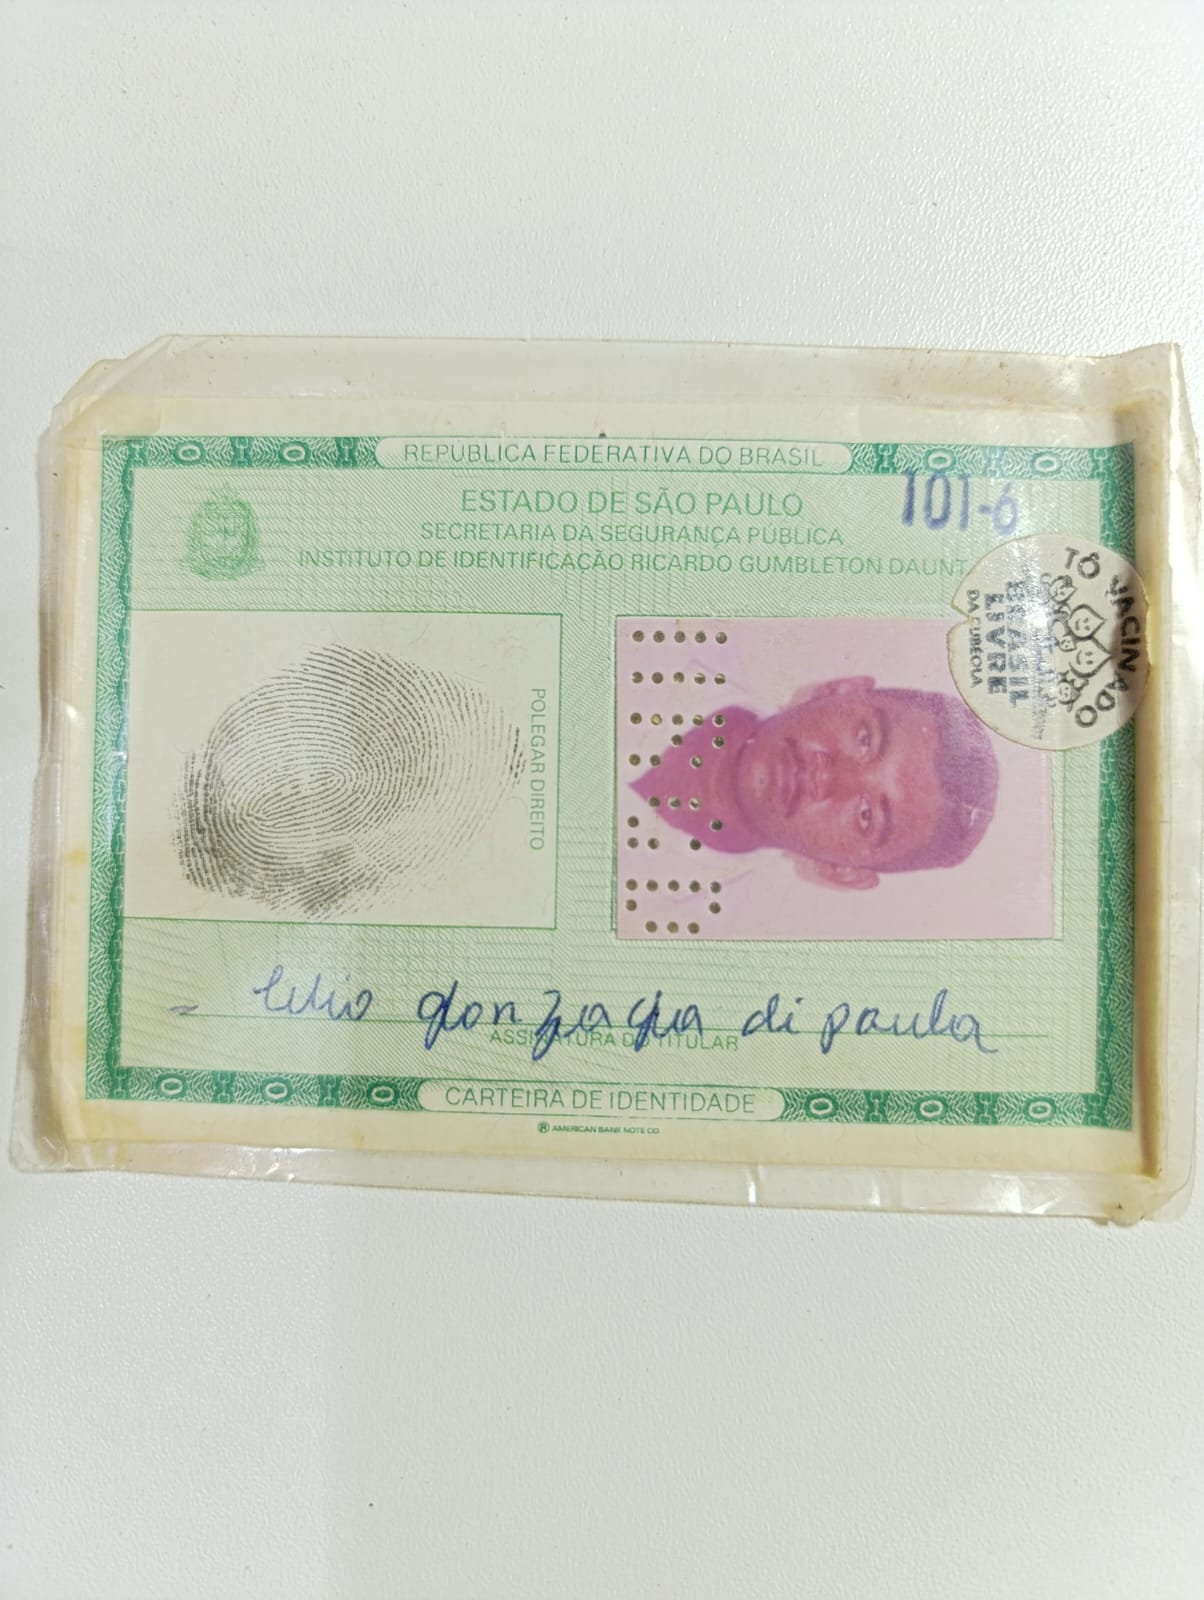 REPÚBLICA FEDERATIVA DO BRASIL
101-6
ESTADO DE SÃO PAULO
SECRETARIA DA SEGURANÇA PÚBLICA
INSTITUTO DE IDENTIFICAÇÃO RICARDO GUMBLETON DAUNT
TÔ VACINADO
BRASIL
LIVRE
DA RUBÉOLA
POLEGAR DIREITO
gonzaga di paula
ASSINATURA DO TITULAR
CARTEIRA DE IDENTIDADE
® AMERICAN BANK NOTE CO